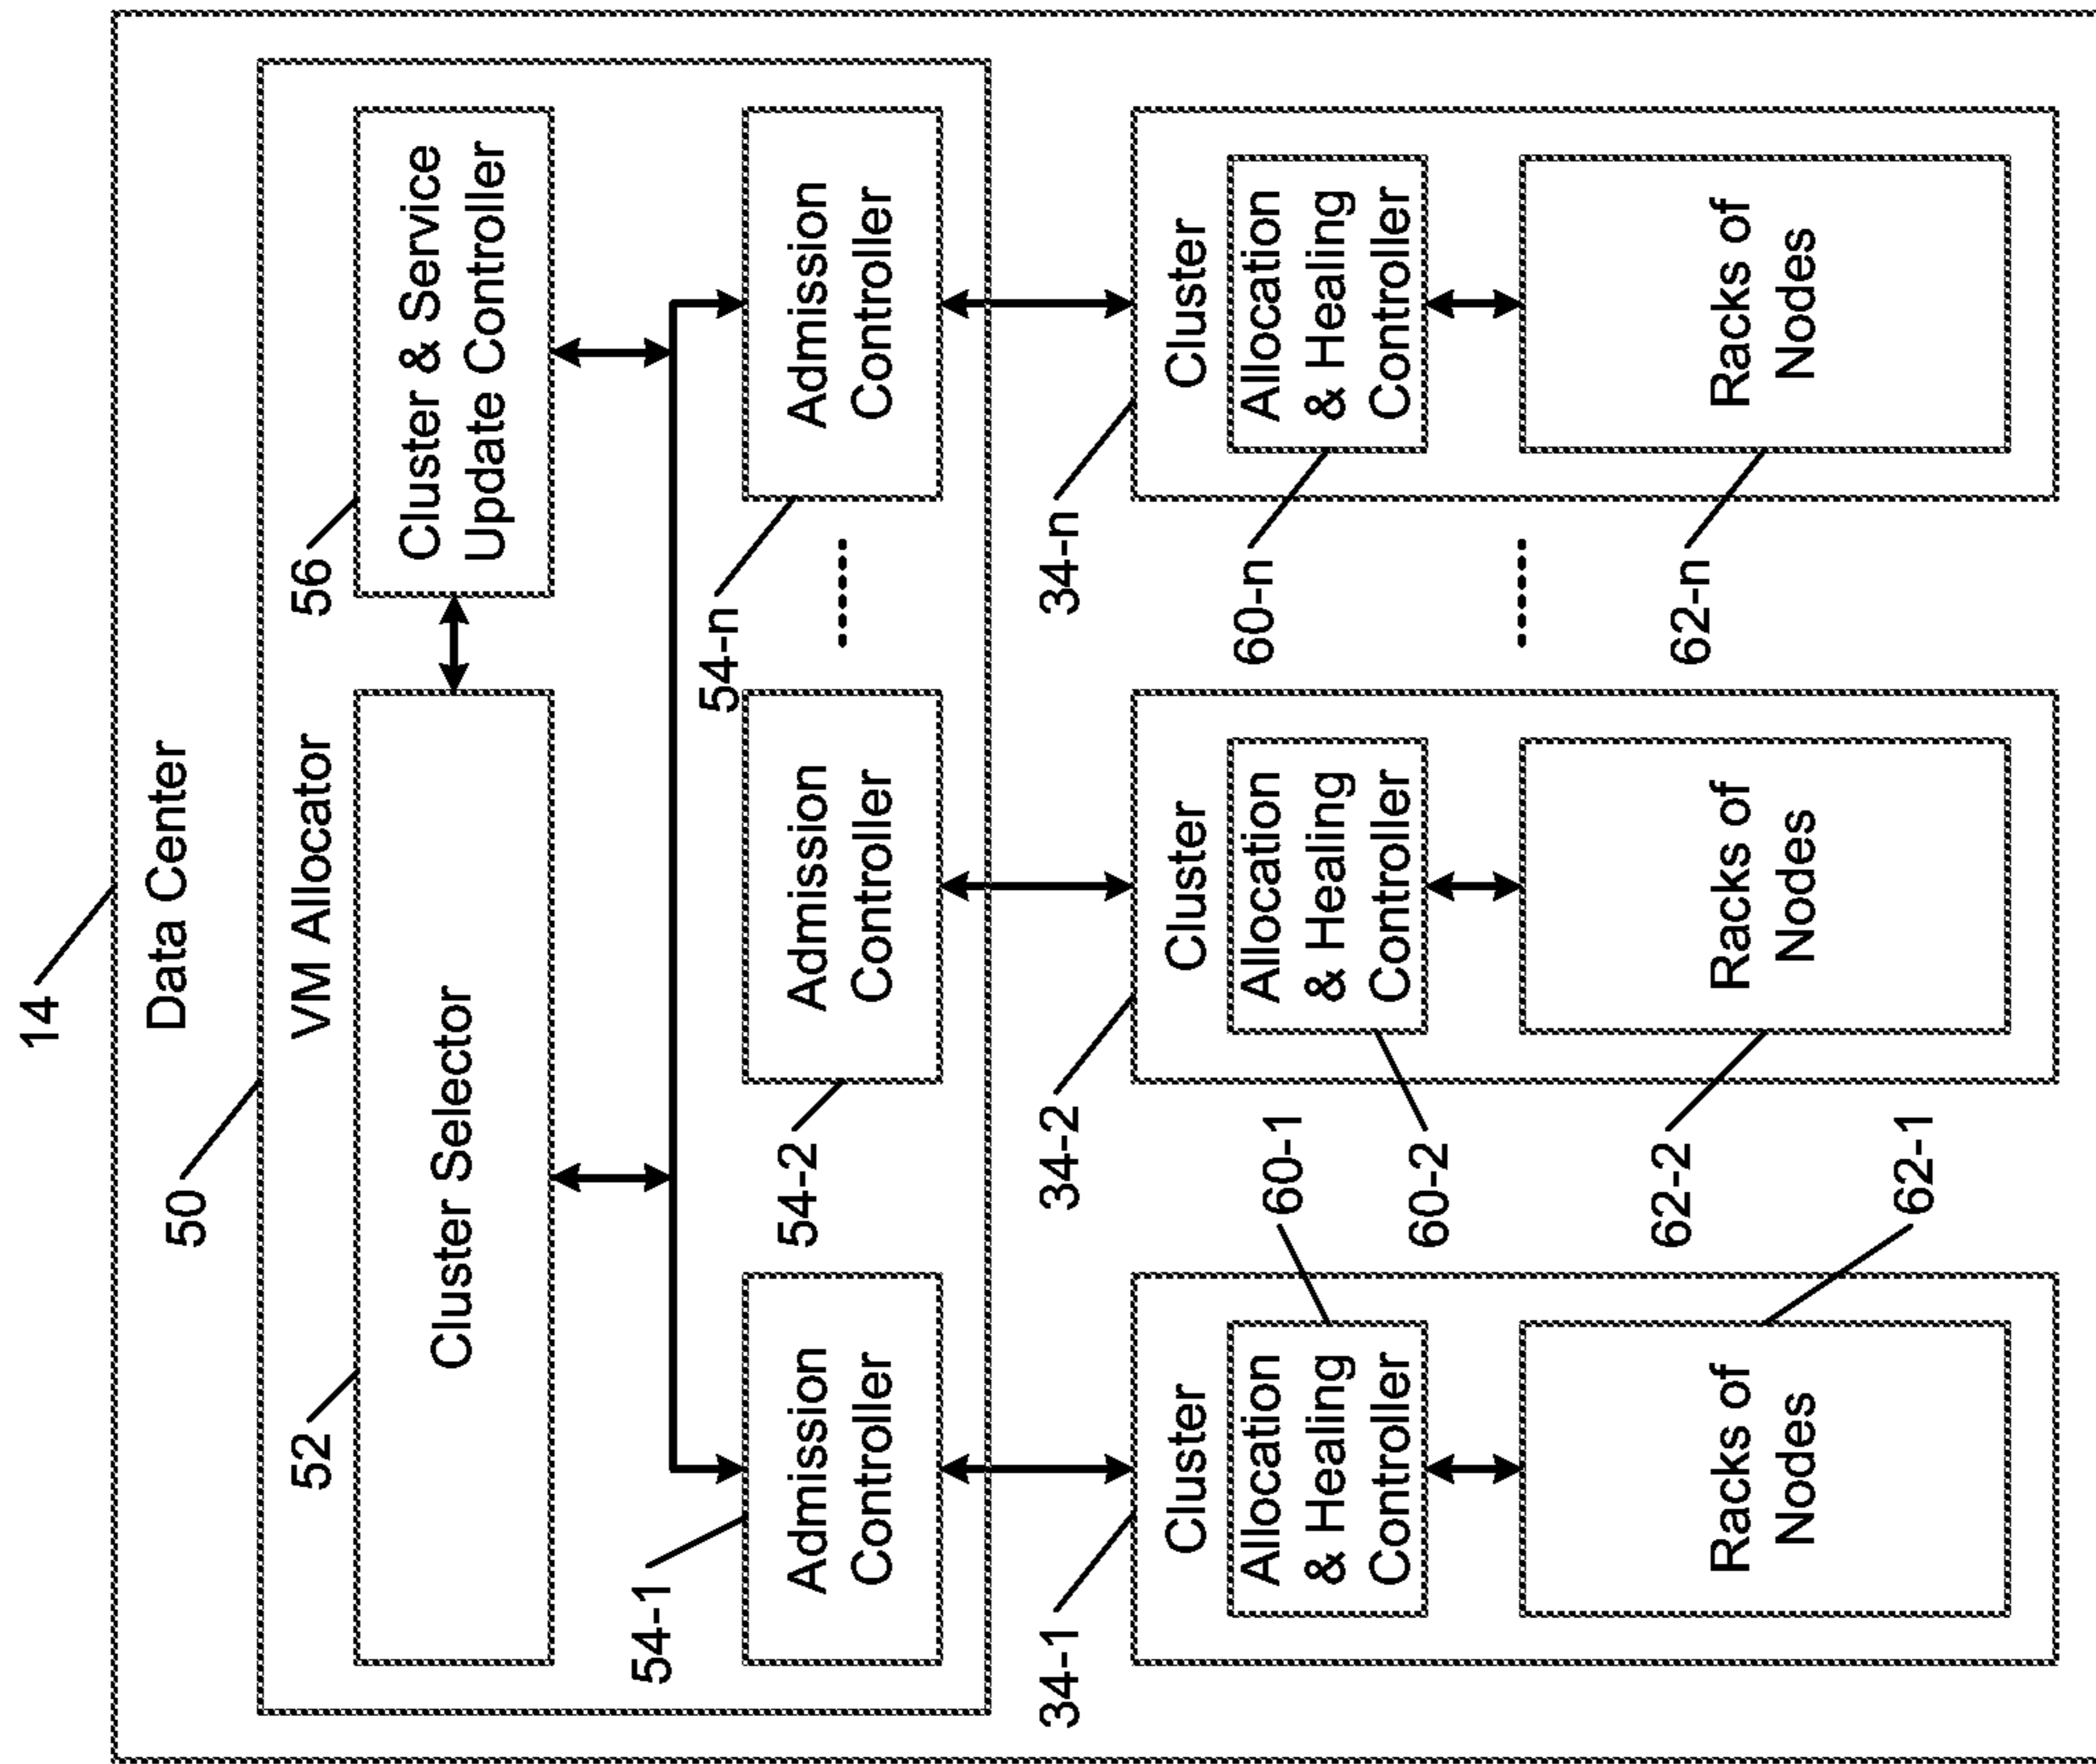 14
Data Center
50
VM Allocator
52
56
Cluster Selector
Cluster & Service
Update Controller
54-1
54-2
54-n
Admission
Controller
Admission
Controller
......
Admission
Controller
34-1
34-2
34-n
Cluster
Cluster
Cluster
60-1
60-2
60-n
Allocation
& Healing
Controller
Allocation
& Healing
Controller
Allocation
& Healing
Controller
......
62-1
62-2
62-n
Racks of
Nodes
Racks of
Nodes
Racks of
Nodes